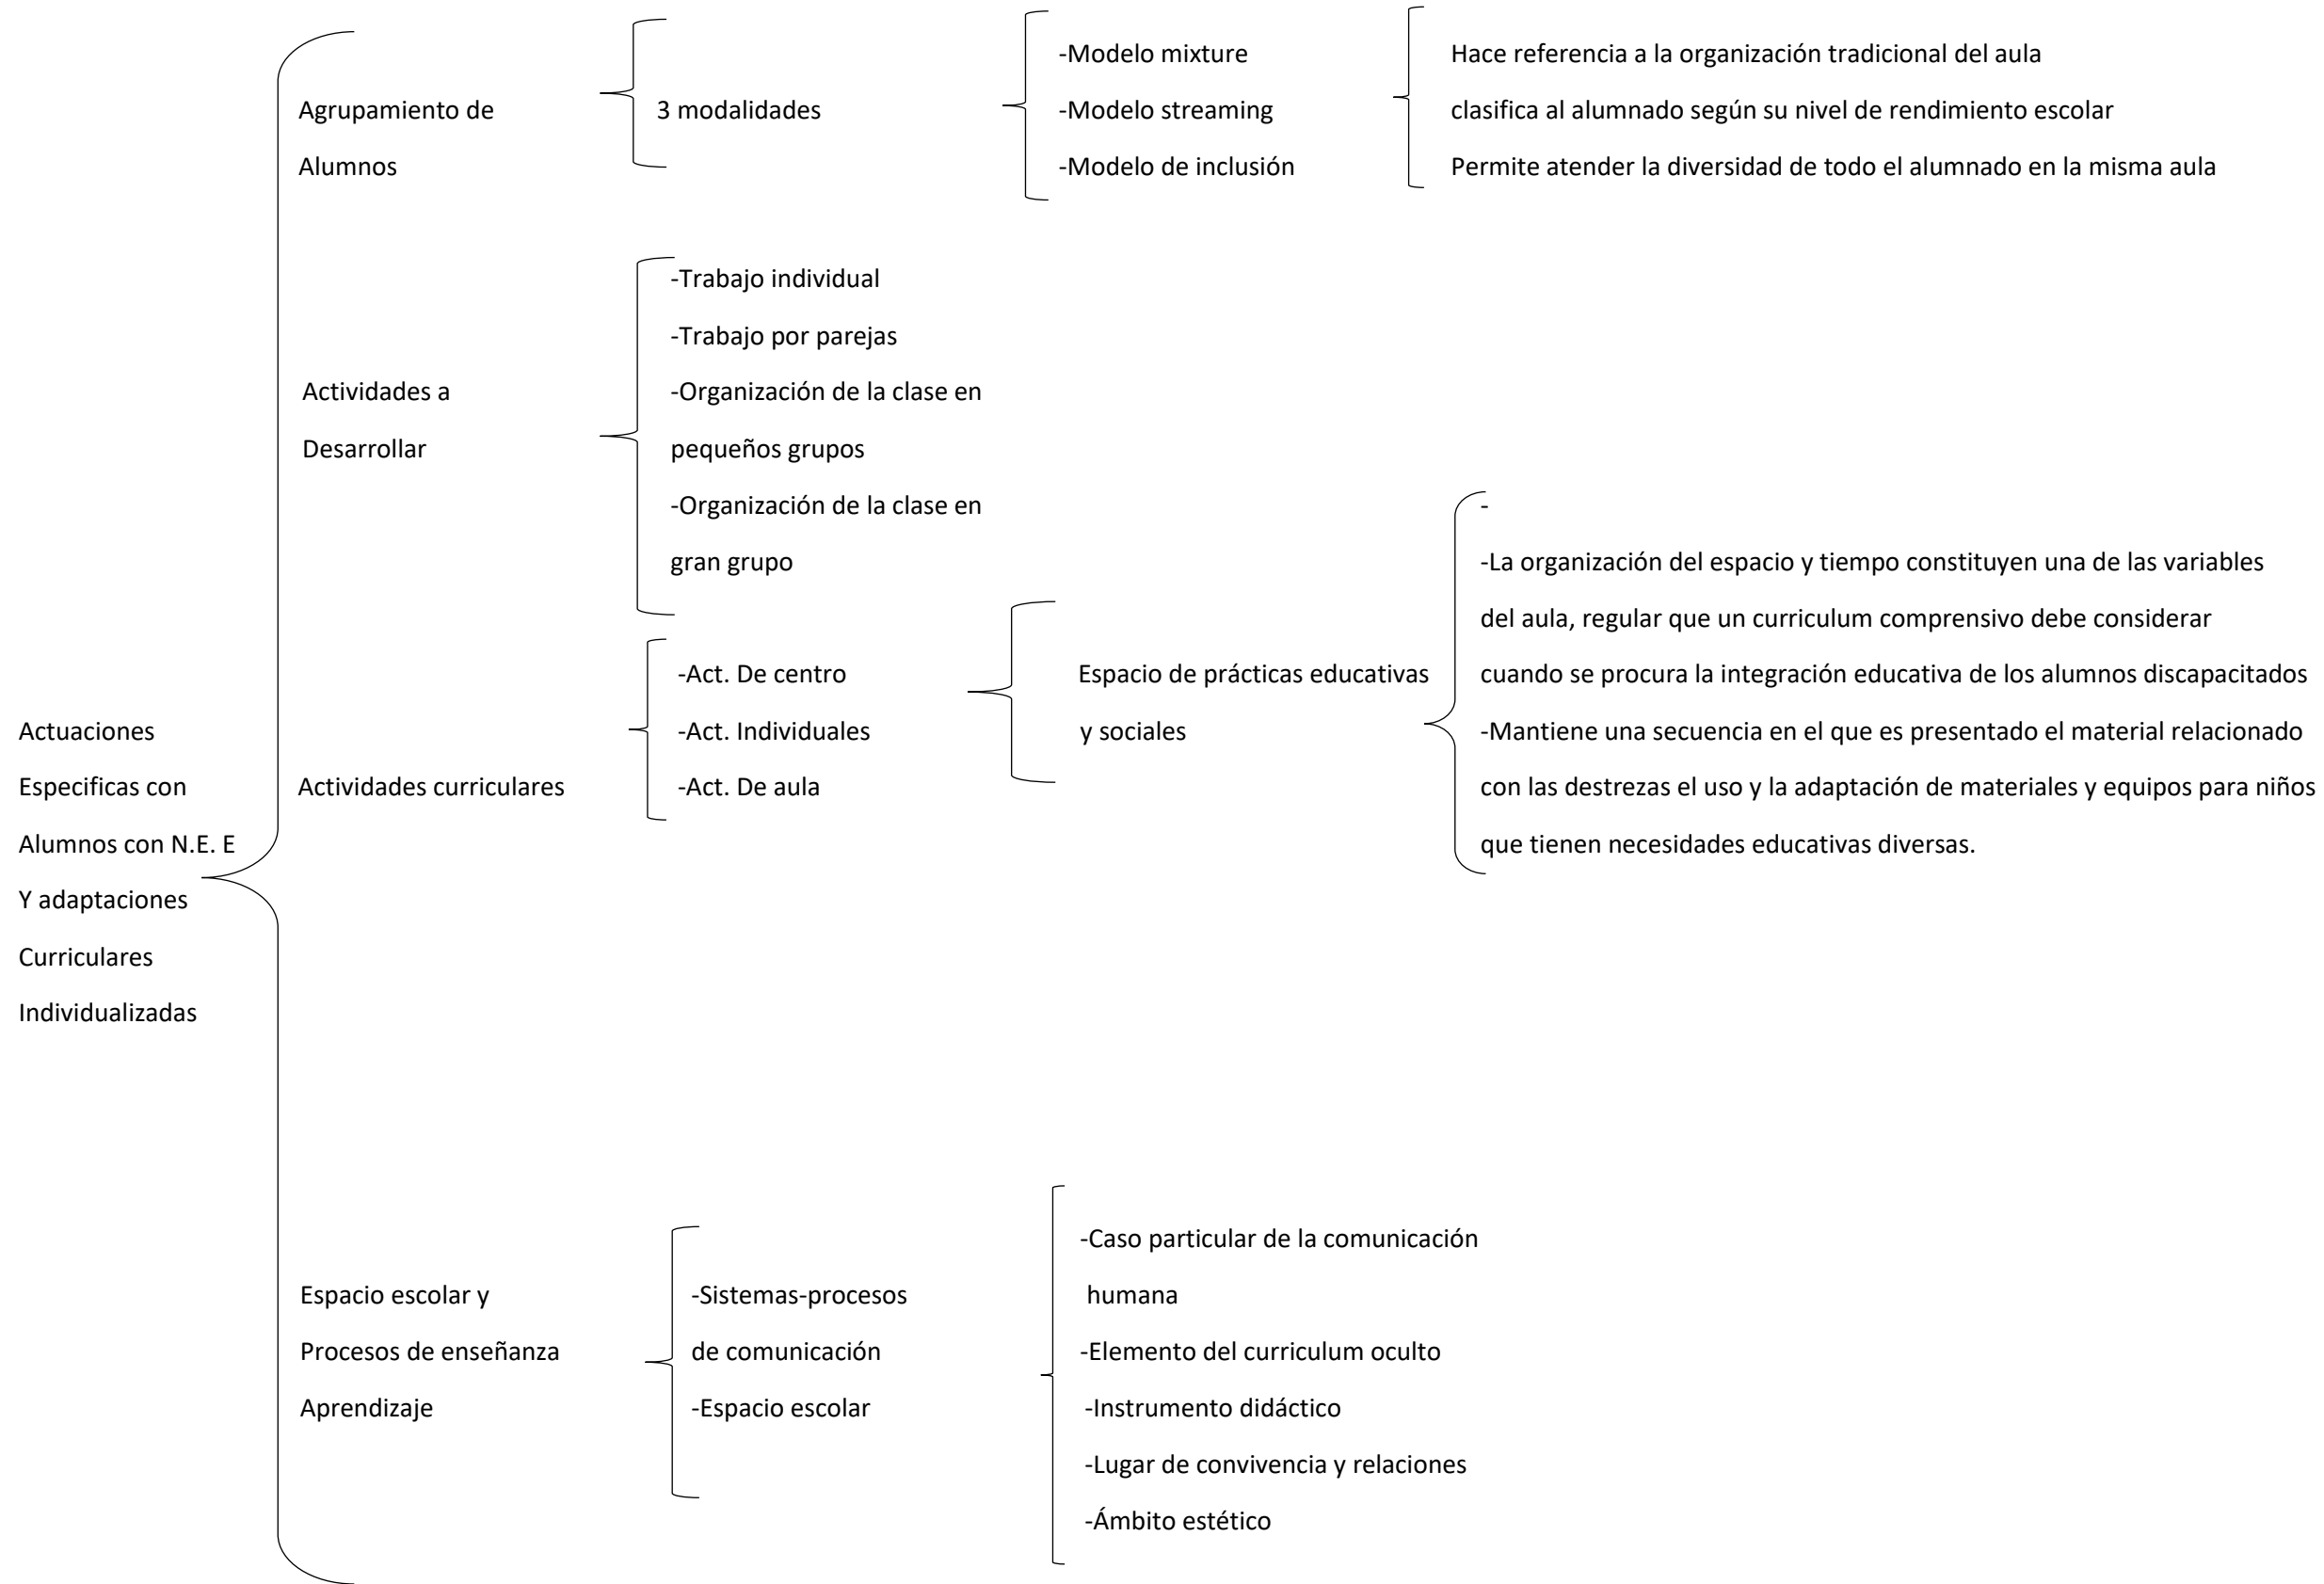 Actuaciones
Especificas con
Alumnos con N.E. E
Y adaptaciones
Curriculares
Individualizadas
Agrupamiento de
Alumnos
3 modalidades
-Modelo mixture
-Modelo streaming
-Modelo de inclusión
Hace referencia a la organización tradicional del aula
clasifica al alumnado según su nivel de rendimiento escolar
Permite atender la diversidad de todo el alumnado en la misma aula
Actividades a
Desarrollar
-Trabajo individual
-Trabajo por parejas
-Organización de la clase en
pequeños grupos
-Organización de la clase en
gran grupo
Actividades curriculares
-Act. De centro
-Act. Individuales
-Act. De aula
Espacio de prácticas educativas
y sociales
-
-La organización del espacio y tiempo constituyen una de las variables
del aula, regular que un curriculum comprensivo debe considerar
cuando se procura la integración educativa de los alumnos discapacitados
-Mantiene una secuencia en el que es presentado el material relacionado
con las destrezas el uso y la adaptación de materiales y equipos para niños
que tienen necesidades educativas diversas.
Espacio escolar y
Procesos de enseñanza
Aprendizaje
-Sistemas-procesos
de comunicación
-Espacio escolar
-Caso particular de la comunicación
humana
-Elemento del curriculum oculto
-Instrumento didáctico
-Lugar de convivencia y relaciones
-Ámbito estético